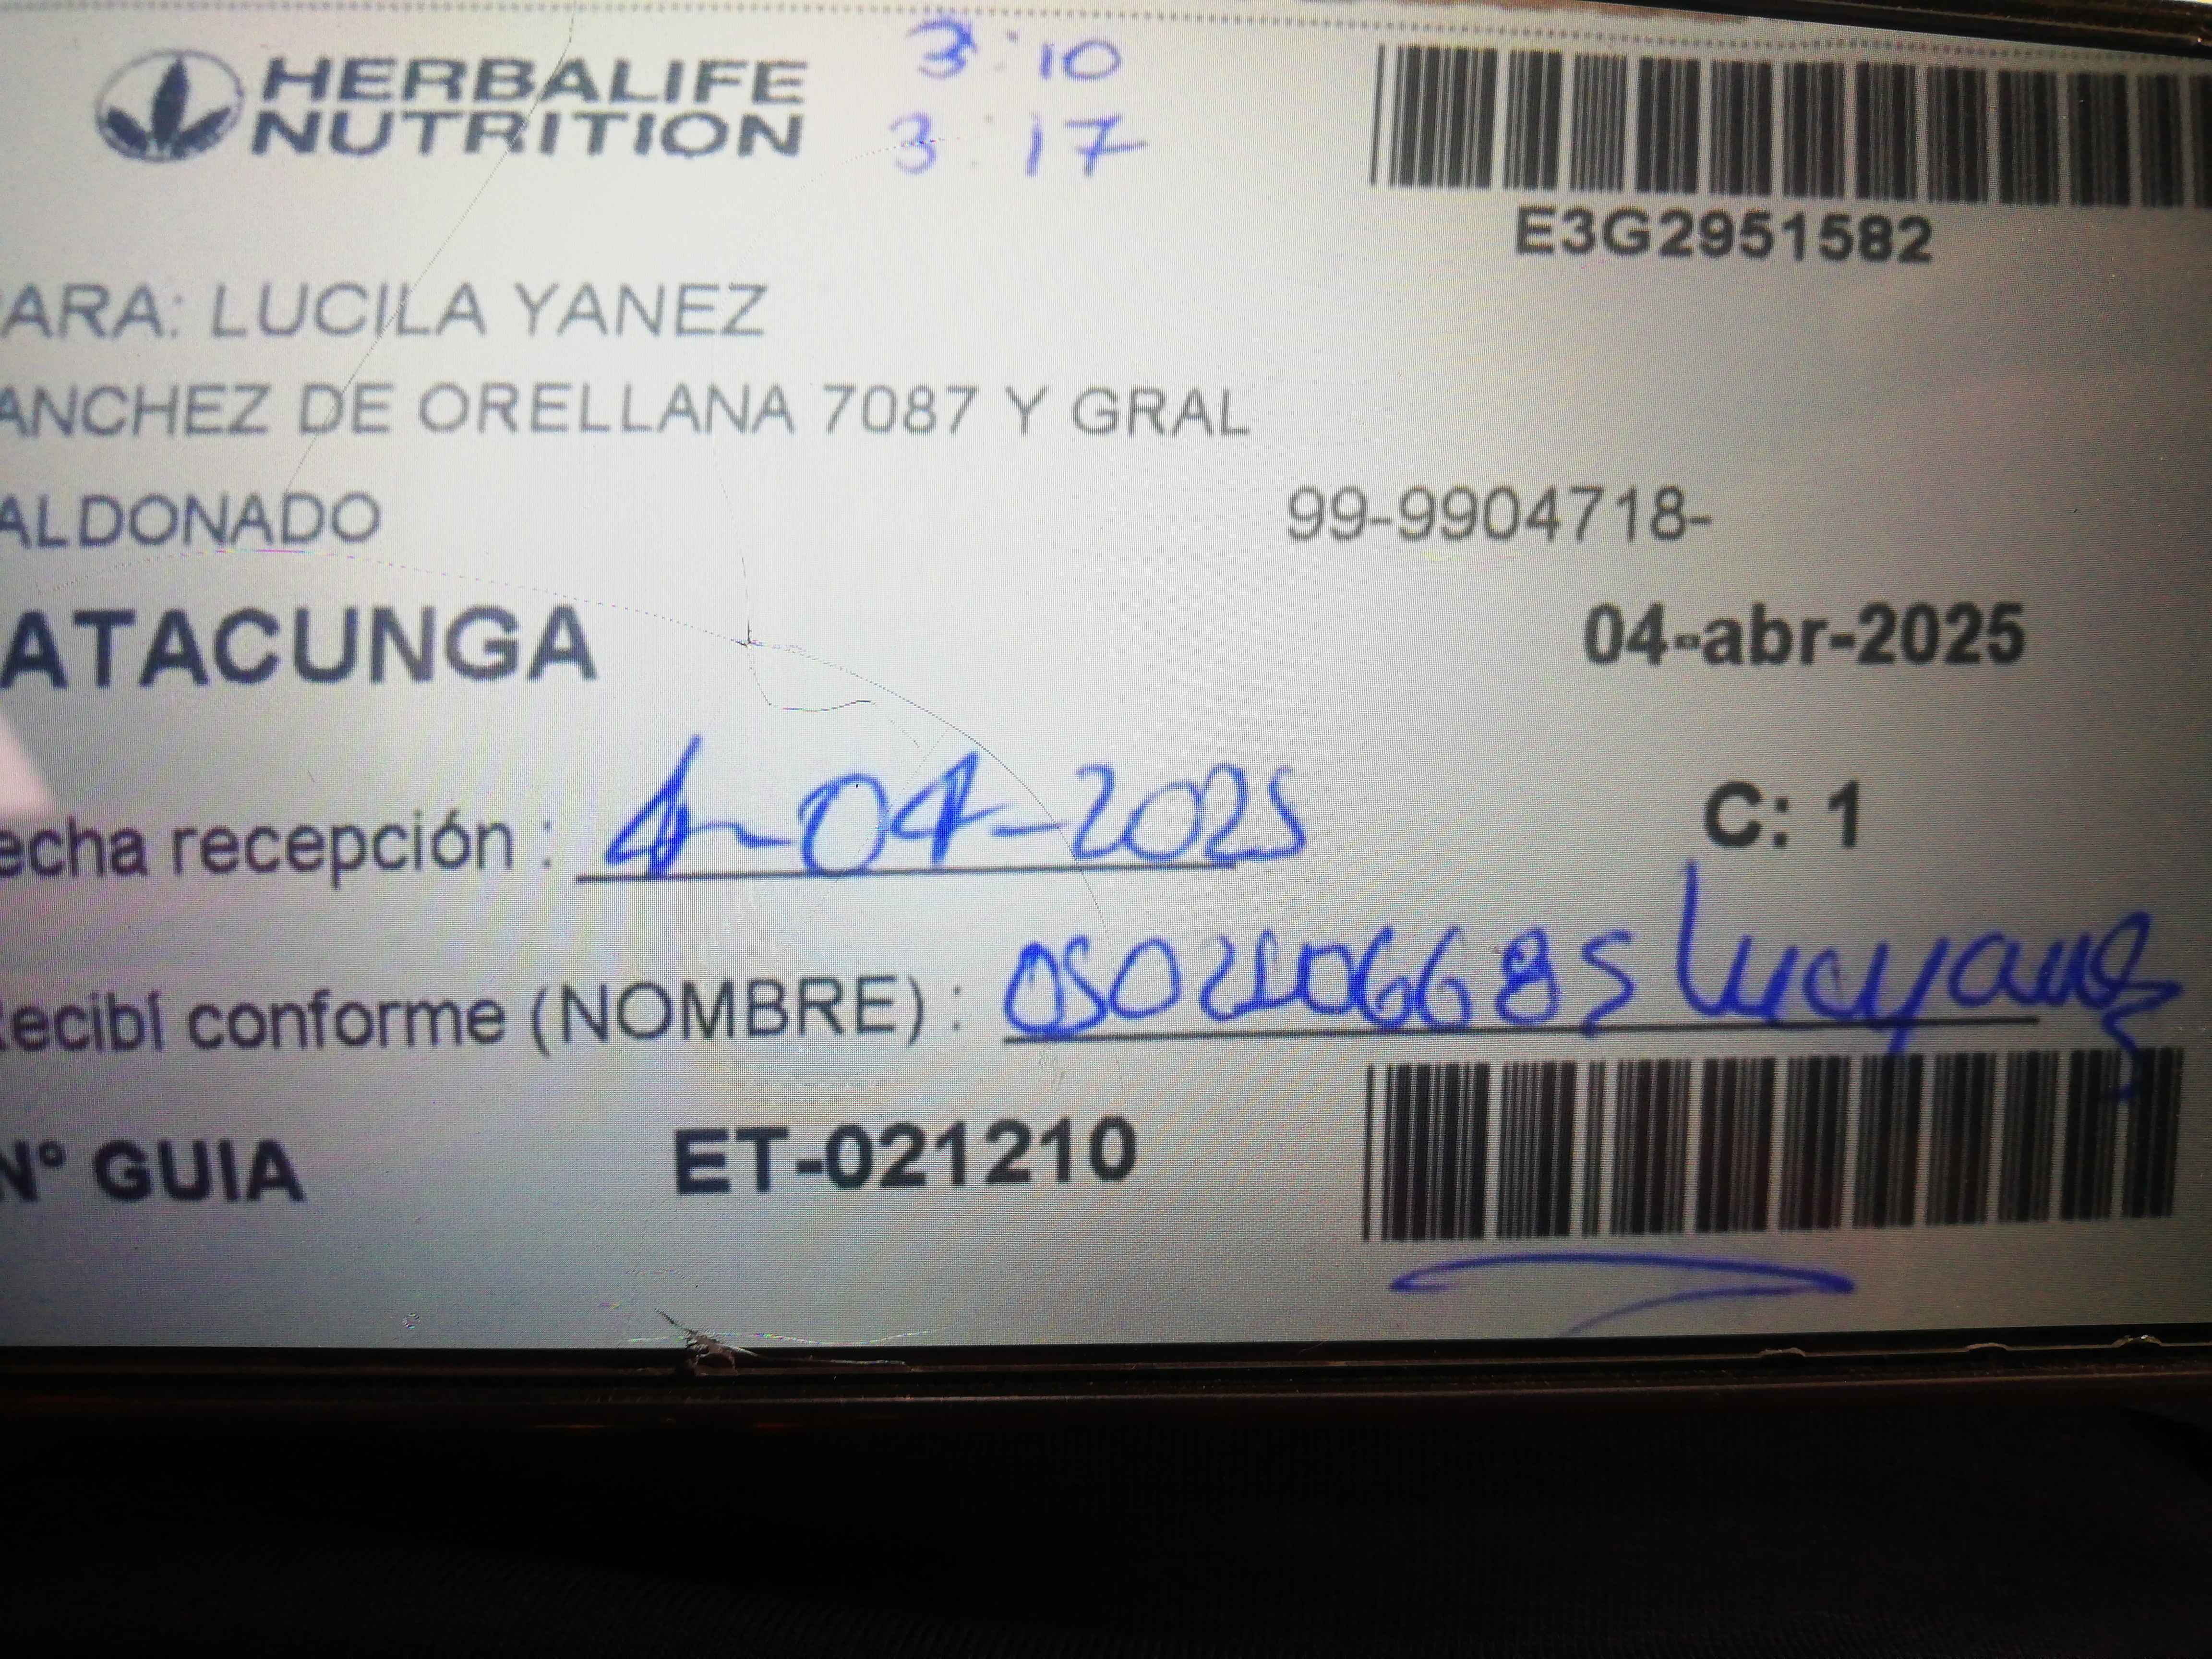 HERBALIFE
NUTRITION
3:10
3:17
E3G2951582
ARA: LUCILA YANEZ
ANCHEZ DE ORELLANA 7087 Y GRAL
ALDONADO
99-9904718-
ATACUNGA
04-abr-2025
echa recepción : 4-04-2025
C: 1
ecibí conforme (NOMBRE) :
Nº GUIA ET-021210